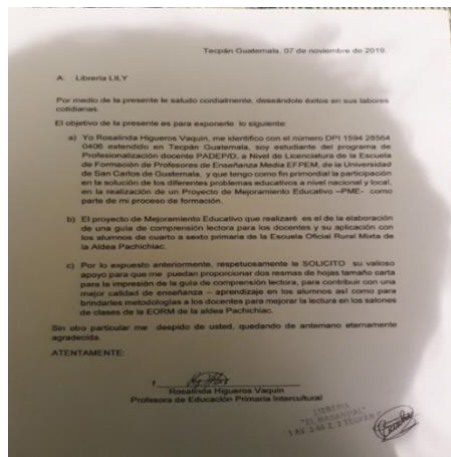 Tecpán Guatemala, 07 de noviembre de 2019.
A: Librería LILY
Por medio de la presente le saludo cordialmente, deseándole éxitos en sus labores
cotidianas.
El objetivo de la presente es para exponerle lo siguiente:
a) Yo Rosalinda Higueros Vaquin, me identifico con el número DPI 1594 28564
0406 extendido en Tecpán Guatemala, soy estudiante del programa de
Profesionalización docente PADEP/D, a Nivel de Licenciatura de la Escuela
de Formación de Profesores de Enseñanza Media EFPEM, de la Universidad
de San Carlos de Guatemala, y que tengo como fin primordial la participación
en la solución de los diferentes problemas educativos a nivel nacional y local,
en la realización de un Proyecto de Mejoramiento Educativo –PME- como
parte de mi proceso de formación.
b) El proyecto de Mejoramiento Educativo que realizaré es el de la elaboración
de una guía de comprensión lectora para los docentes y su aplicación con
los alumnos de cuarto a sexto primaria de la Escuela Oficial Rural Mixta de
la Aldea Pachichiac.
c) Por lo expuesto anteriormente, respetuosamente le SOLICITO su valioso
apoyo para que me puedan proporcionar dos resmas de hojas tamaño carta
para la impresión de la guía de comprensión lectora, para contribuir con una
mejor calidad de enseñanza – aprendizaje en los alumnos así como para
brindarles metodologías a los docentes para mejorar la lectura en los salones
de clases de la EORM de la aldea Pachichiac.
Sin otro particular me despido de usted, quedando de antemano eternamente
agradecida.
ATENTAMENTE:
f.
Rosalinda Higueros Vaquin
Profesora de Educación Primaria Intercultural
LIBRERIA